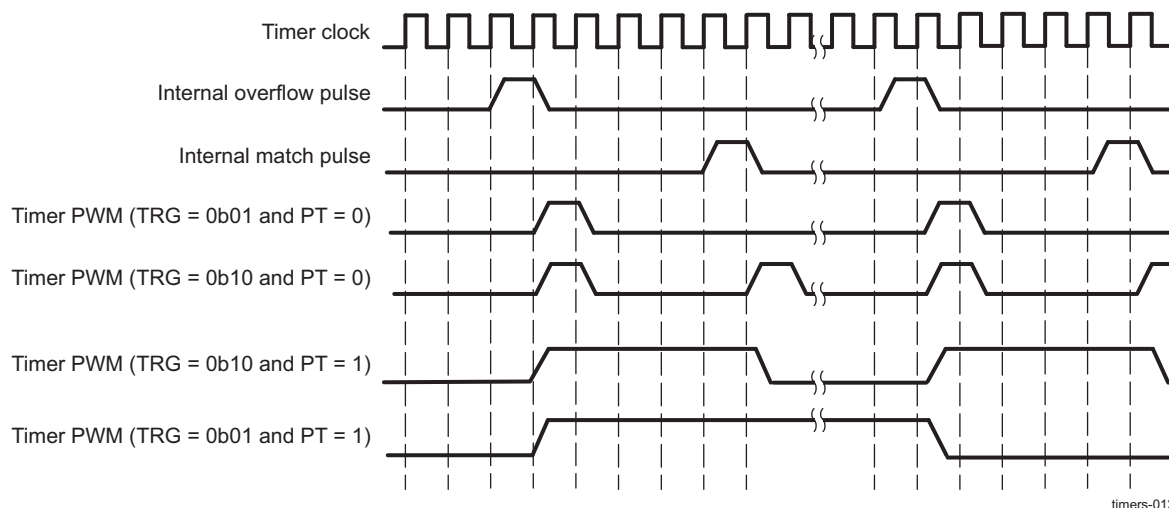 Timer clock
Internal overflow pulse
Internal match pulse
Timer PWM (TRG = 0b01 and PT = 0)
Timer PWM (TRG = 0b10 and PT = 0)
Timer PWM (TRG = 0b10 and PT = 1)
Timer PWM (TRG = 0b01 and PT = 1)